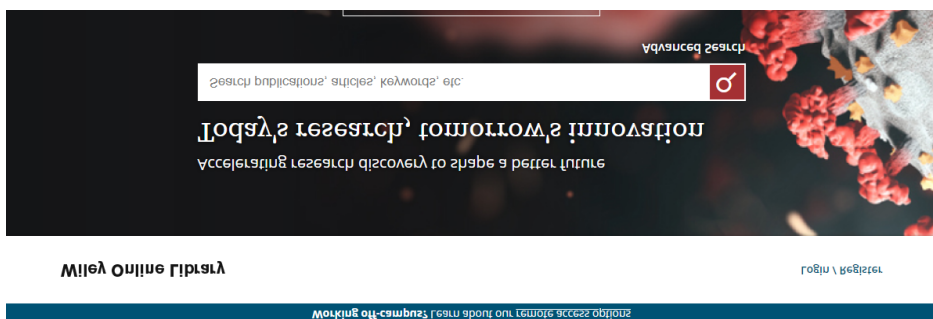 Working off-campus? Learn about our remote access options
Wiley Online Library
Login / Register
Accelerating research discovery to shape a better future
Today's research, tomorrow's innovation
Search publications, articles, keywords, etc.
Advanced Search